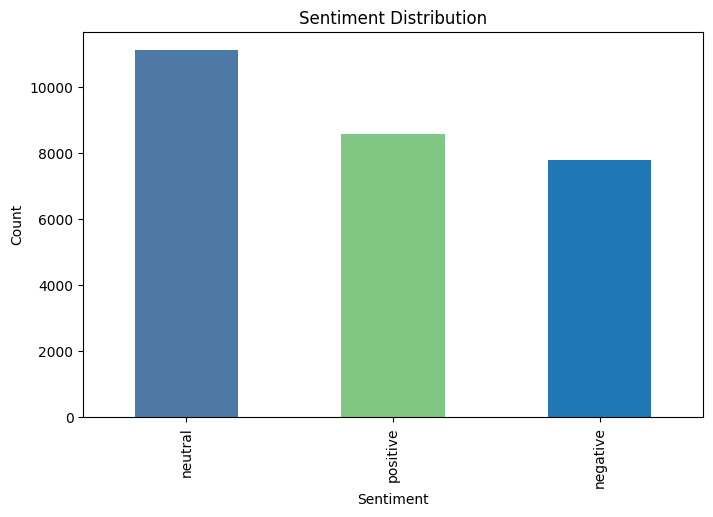 Sentiment Distribution
Count
10000
8000
6000
4000
2000
0
neutral
positive
negative
Sentiment